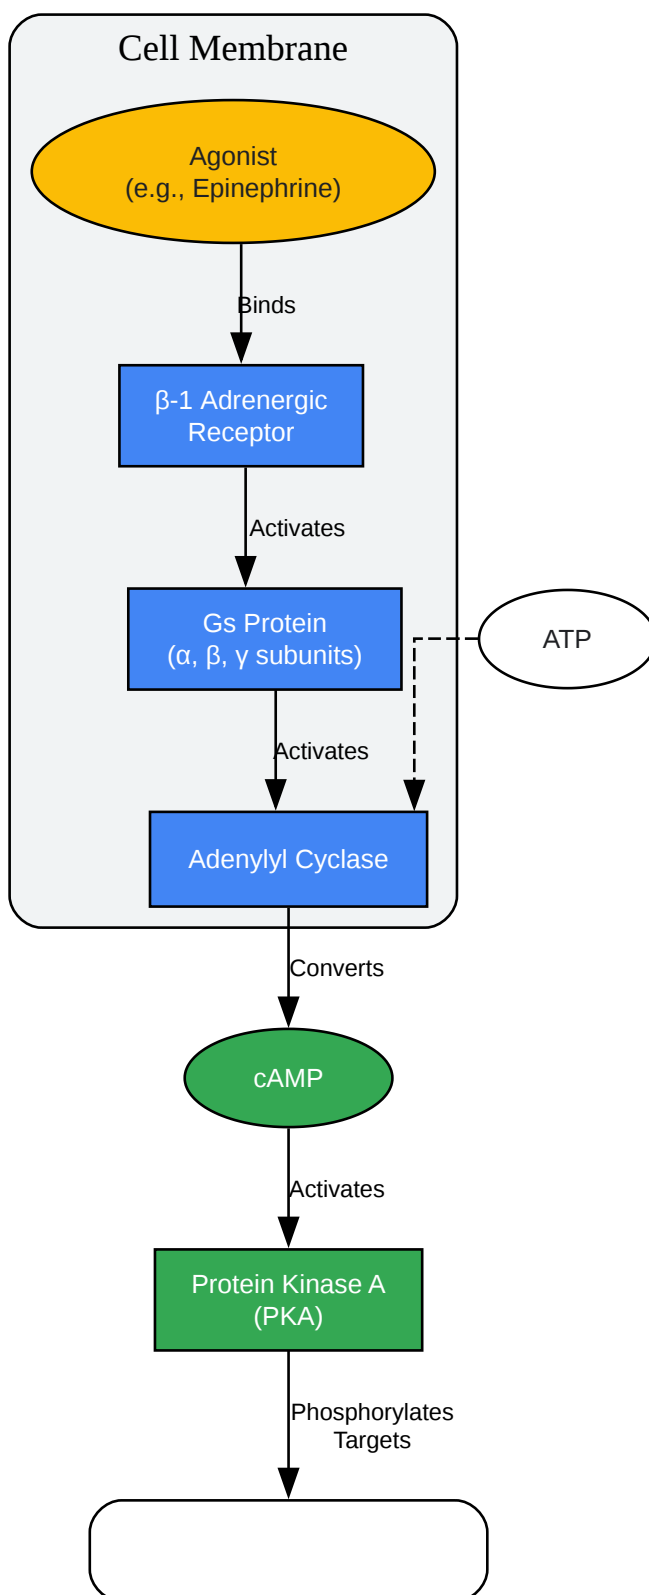 Cell Membrane
Agonist
(e.g., Epinephrine)
Binds
β-1 Adrenergic
Receptor
Activates
Gs Protein
(α, β, γ subunits)
ATP
Activates
Adenylyl Cyclase
Converts
cAMP
Activates
Protein Kinase A
(PKA)
Phosphorylates
Targets